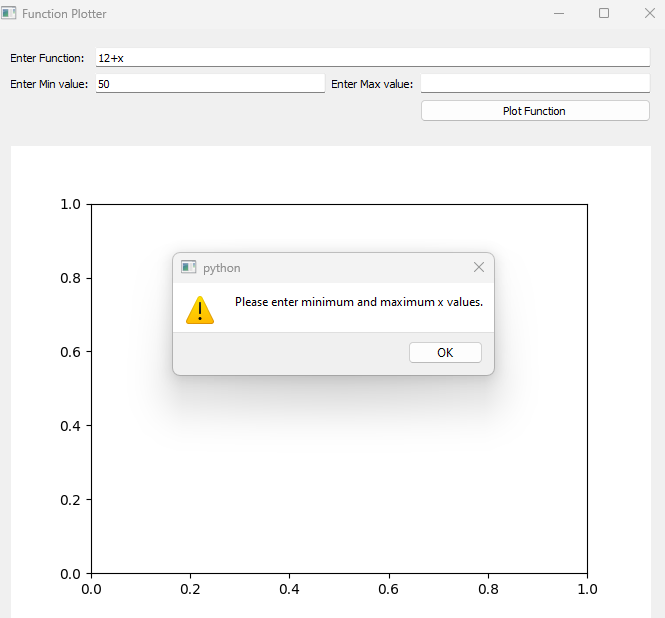 Function Plotter
Enter Function: 12+x
Enter Min value: 50 Enter Max value:
Plot Function
1.0
0.8
0.6
0.4
0.2
0.0
python
Please enter minimum and maximum x values.
OK
0.0 0.2 0.4 0.6 0.8 1.0